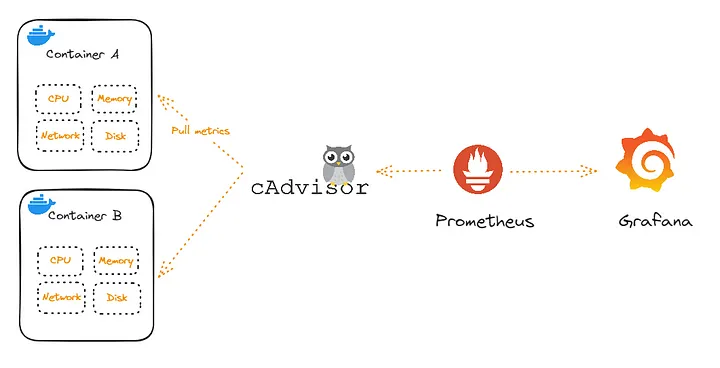 Container A
CPU
Memory
Network
Disk
Pull metrics
Container B
CPU
Memory
Network
Disk
cAdvisor
Prometheus
Grafana